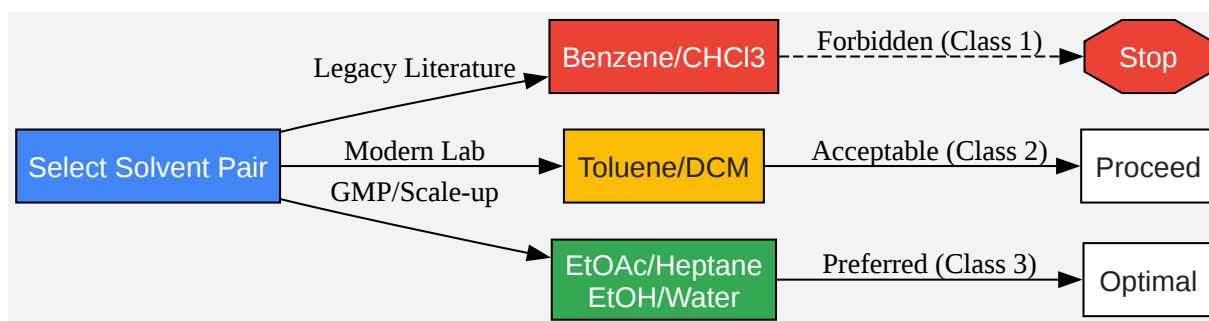 Select Solvent Pair
Legacy Literature
Benzene/CHCl3
Forbidden (Class 1)
Stop
Modern Lab
Toluene/DCM
Acceptable (Class 2)
Proceed
GMP/Scale-up
EtOAc/Heptane
EtOH/Water
Preferred (Class 3)
Optimal